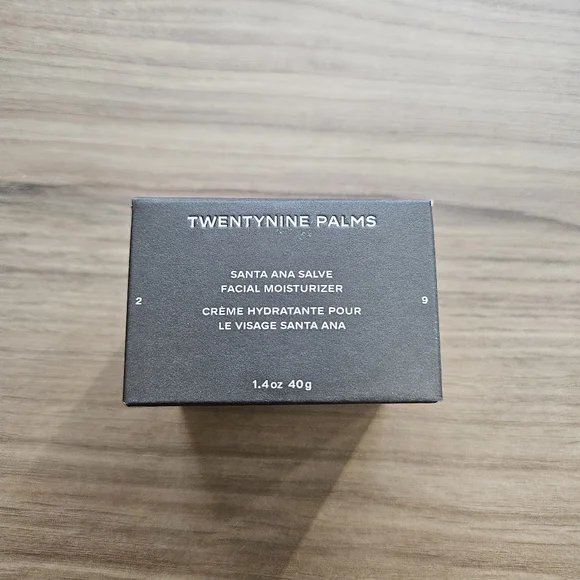 TWENTYNINE PALMS
SANTA ANA SALVE
FACIAL MOISTURIZER
2
9
CRÈME HYDRATANTE POUR
LE VISAGE SANTA ANA
1.4oz 40g